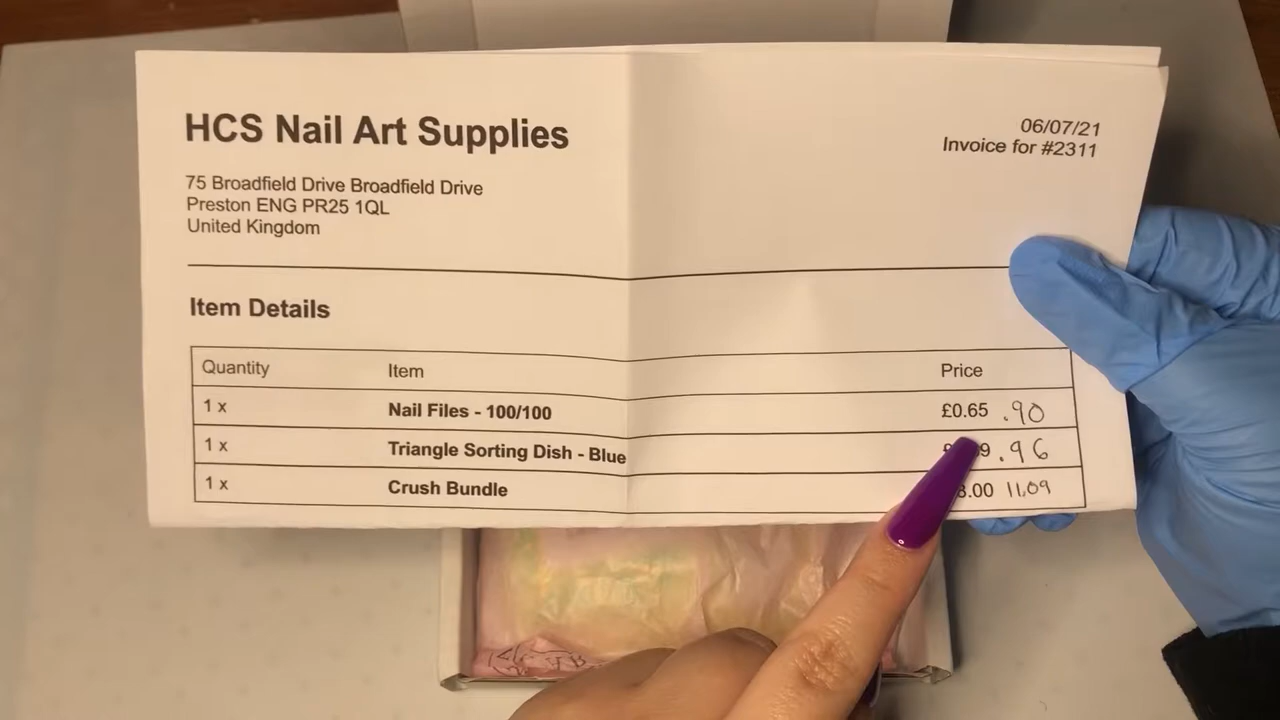 HCS Nail Art Supplies
06/07/21
Invoice for #2311
75 Broadfield Drive Broadfield Drive
Preston ENG PR25 1QL
United Kingdom
Item Details
Quantity Item Price
1 x Nail Files - 100/100 £0.65 .90
1 x Triangle Sorting Dish - Blue .96
1 x Crush Bundle 11,09